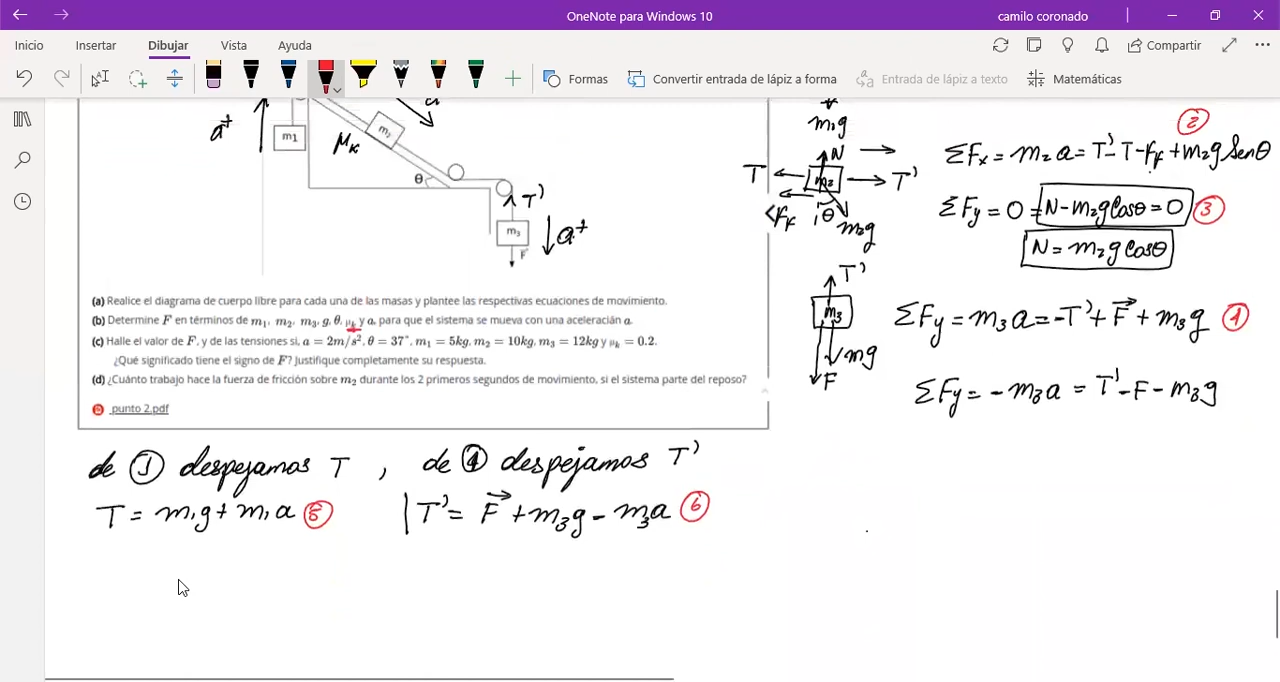 OneNote para Windows 10
camilo coronado
Inicio Insertar Dibujar Vista Ayuda
Compartir
Formas
Convertir entrada de lápiz a forma
Entrada de lápiz a texto
Matemáticas
a⁺
m1
μk
m₂
a
θ
T'
m₃
a⁺
F
m₁g
N
T
m₂
T'
Ff
θ
m₂g
②
ΣFx = m₂a = T' - T - Ff + m₂g Senθ
ΣFy = 0 = N - m₂g Cosθ = 0 ③
N = m₂g Cosθ
T'
m₃
mg
F
ΣFy = m₃a = -T' + F⃗ + m₃g ④
ΣFy = -m₃a = T' - F - m₃g
(a) Realice el diagrama de cuerpo libre para cada una de las masas y plantee las respectivas ecuaciones de movimiento.
(b) Determine F en términos de m₁, m₂, m₃, g, θ, μk y a, para que el sistema se mueva con una aceleración a.
(c) Halle el valor de F, y de las tensiones si, a = 2m/s², θ = 37°, m₁ = 5kg, m₂ = 10kg, m₃ = 12kg y μk = 0.2.
¿Qué significado tiene el signo de F? Justifique completamente su respuesta.
(d) ¿Cuánto trabajo hace la fuerza de fricción sobre m₂ durante los 2 primeros segundos de movimiento, si el sistema parte del reposo?
punto 2.pdf
de ① despejamos T , de ④ despejamos T'
T = m₁g + m₁a ⑤ T' = F⃗ + m₃g - m₃a ⑥